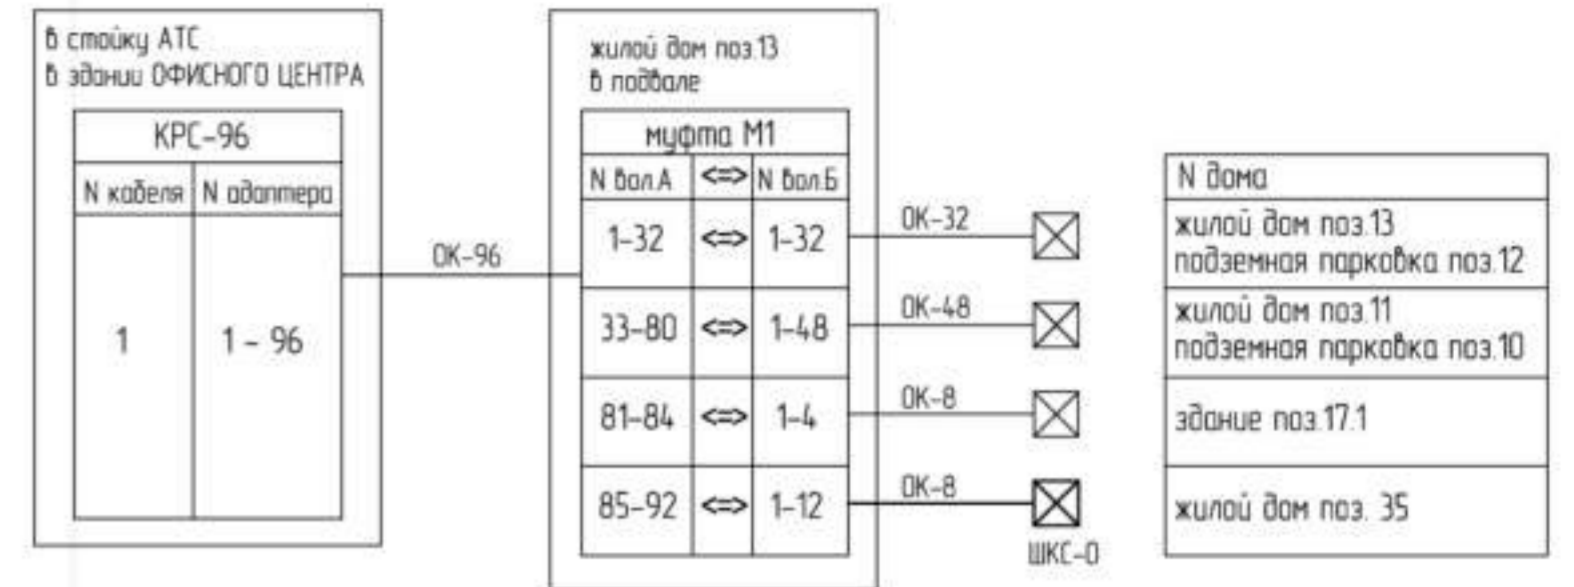 в стойку АТС
в здании ОФИСНОГО ЦЕНТРА
КРС-96
N кабеля N адаптера
1 1 - 96
ОК-96
жилой дом поз.13
в подвале
муфта М1
N вол.А <=> N вол.Б
1-32 <=> 1-32
33-80 <=> 1-48
81-84 <=> 1-4
85-92 <=> 1-12
ОК-32
ОК-48
ОК-8
ОК-8
ШКС-О
N дома
жилой дом поз.13
подземная парковка поз.12
жилой дом поз.11
подземная парковка поз.10
здание поз.17.1
жилой дом поз. 35